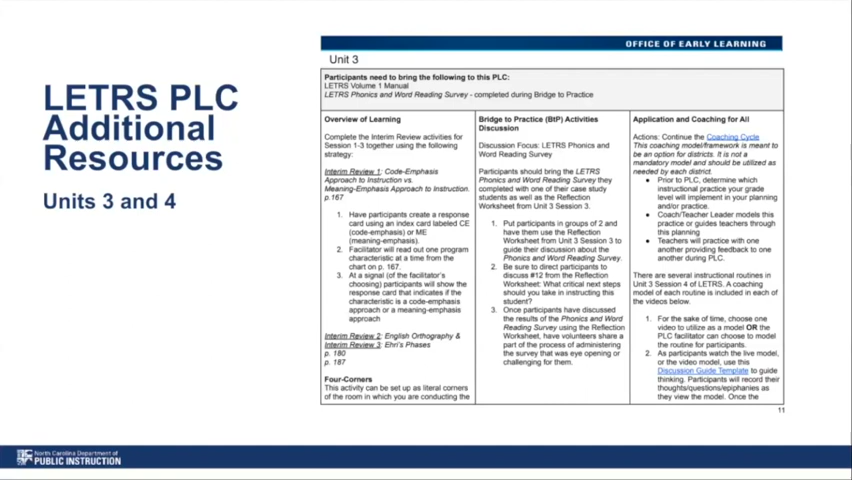 LETRS PLC
Additional
Resources
Units 3 and 4
OFFICE OF EARLY LEARNING
Unit 3
Participants need to bring the following to this PLC:
LETRS Volume 1 Manual
LETRS Phonics and Word Reading Survey - completed during Bridge to Practice
Overview of Learning
Complete the Interim Review activities for
Session 1-3 together using the following
strategy:
Interim Review 1: Code-Emphasis
Approach to Instruction vs.
Meaning-Emphasis Approach to Instruction.
p.167
1. Have participants create a response
card using an index card labeled CE
(code-emphasis) or ME
(meaning-emphasis).
2. Facilitator will read out one program
characteristic at a time from the
chart on p. 167.
3. At a signal (of the facilitator's
choosing) participants will show the
response card that indicates if the
characteristic is a code-emphasis
approach or a meaning-emphasis
approach
Interim Review 2: English Orthography &
Interim Review 3: Ehri's Phases
p. 180
p. 187
Four-Corners
This activity can be set up as literal corners
of the room in which you are conducting the
Bridge to Practice (BtP) Activities
Discussion
Discussion Focus: LETRS Phonics and
Word Reading Survey
Participants should bring the LETRS
Phonics and Word Reading Survey they
completed with one of their case study
students as well as the Reflection
Worksheet from Unit 3 Session 3.
1. Put participants in groups of 2 and
have them use the Reflection
Worksheet from Unit 3 Session 3 to
guide their discussion about the
Phonics and Word Reading Survey.
2. Be sure to direct participants to
discuss #12 from the Reflection
Worksheet: What critical next steps
should you take in instructing this
student?
3. Once participants have discussed
the results of the Phonics and Word
Reading Survey using the Reflection
Worksheet, have volunteers share a
part of the process of administering
the survey that was eye opening or
challenging for them.
Application and Coaching for All
Actions: Continue the Coaching Cycle
This coaching model/framework is meant to
be an option for districts. It is not a
mandatory model and should be utilized as
needed by each district.
● Prior to PLC, determine which
instructional practice your grade
level will implement in your planning
and/or practice.
● Coach/Teacher Leader models this
practice or guides teachers through
this planning
● Teachers will practice with one
another providing feedback to one
another during PLC.
There are several instructional routines in
Unit 3 Session 4 of LETRS. A coaching
model of each routine is included in each of
the videos below.
1. For the sake of time, choose one
video to utilize as a model OR the
PLC facilitator can choose to model
the routine for participants.
2. As participants watch the live model,
or the video model, use this
Discussion Guide Template to guide
thinking. Participants will record their
thoughts/questions/epiphanies as
they view the model. Once the
11
North Carolina Department of
PUBLIC INSTRUCTION